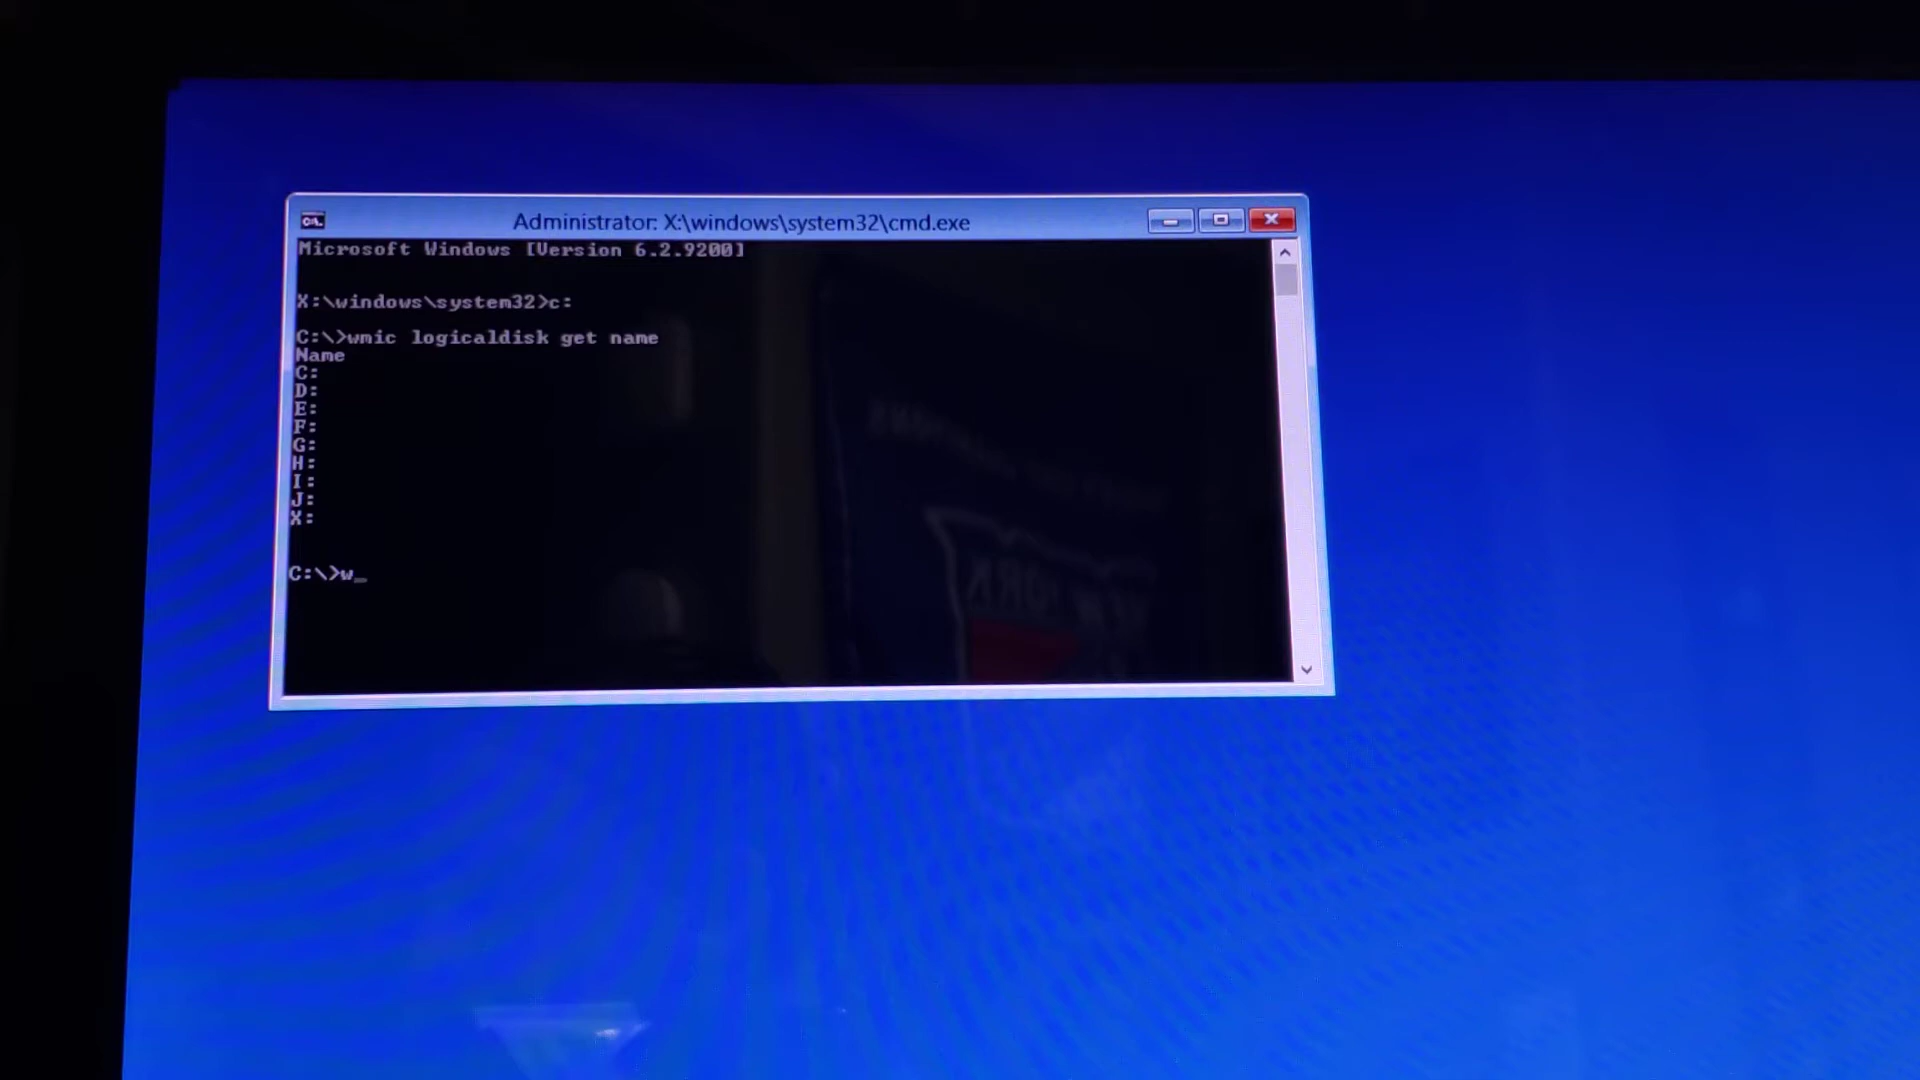 Administrator: X:\windows\system32\cmd.exe
Microsoft Windows [Version 6.2.9200]
X:\windows\system32>c:
C:\>wmic logicaldisk get name
Name
C:
D:
E:
F:
G:
H:
I:
J:
X:
C:\>w_